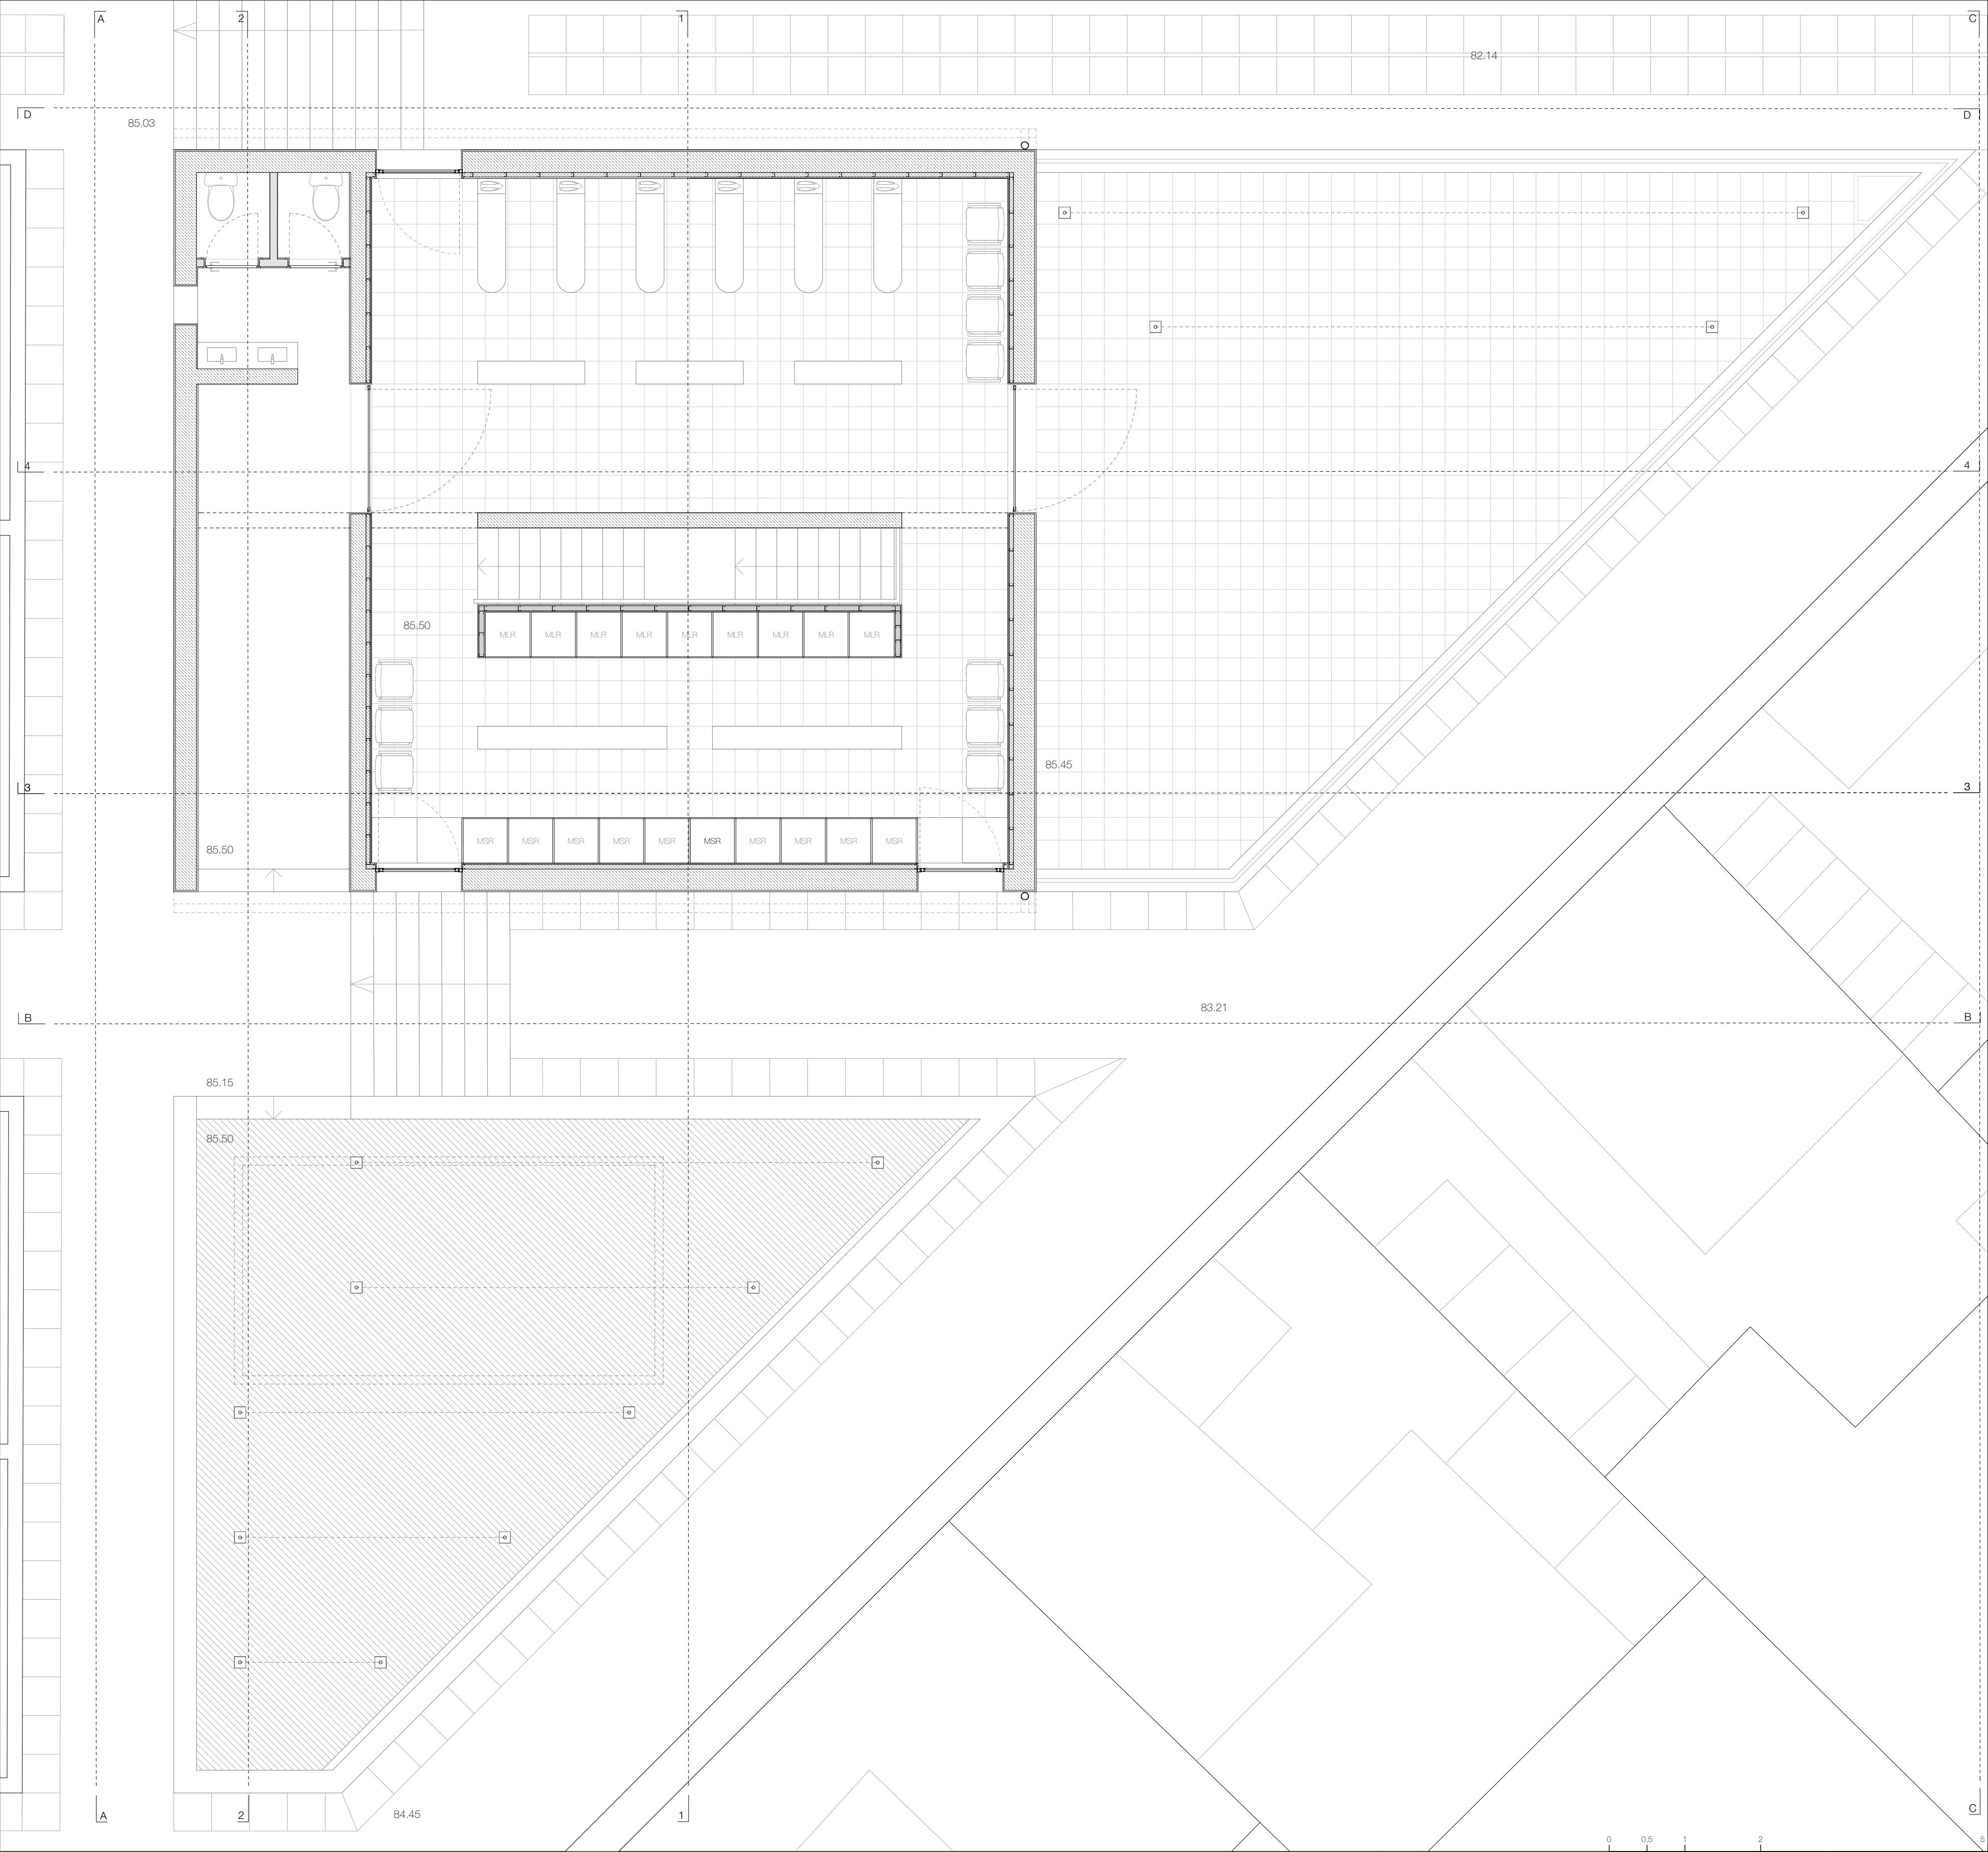 A 2 1 C
82.14
D D
85.03
4 4
85.50
MLR MLR MLR MLR MLR MLR MLR MLR MLR
85.45
3 3
MSR MSR MSR MSR MSR MSR MSR MSR MSR MSR
85.50
83.21
B B
85.15
85.50
84.45
A 2 1 C
0 0,5 1 2 5